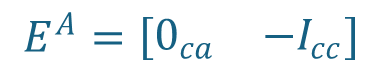 E^A = [0_{ca}   −I_{cc}]